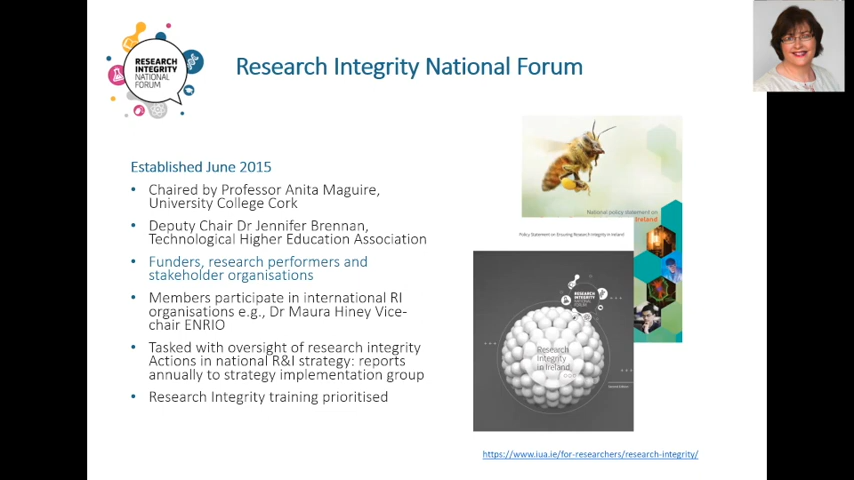 RESEARCH
INTEGRITY
NATIONAL
FORUM
Research Integrity National Forum
Established June 2015
• Chaired by Professor Anita Maguire,
University College Cork
• Deputy Chair Dr Jennifer Brennan,
Technological Higher Education Association
• Funders, research performers and
stakeholder organisations
• Members participate in international RI
organisations e.g., Dr Maura Hiney Vice-
chair ENRIO
• Tasked with oversight of research integrity
Actions in national R&I strategy: reports
annually to strategy implementation group
• Research Integrity training prioritised
National policy statement on
Ireland
Policy Statement on Ensuring Research Integrity in Ireland
RESEARCH
INTEGRITY
NATIONAL
FORUM
Research
Integrity
in Ireland
https://www.iua.ie/for-researchers/research-integrity/